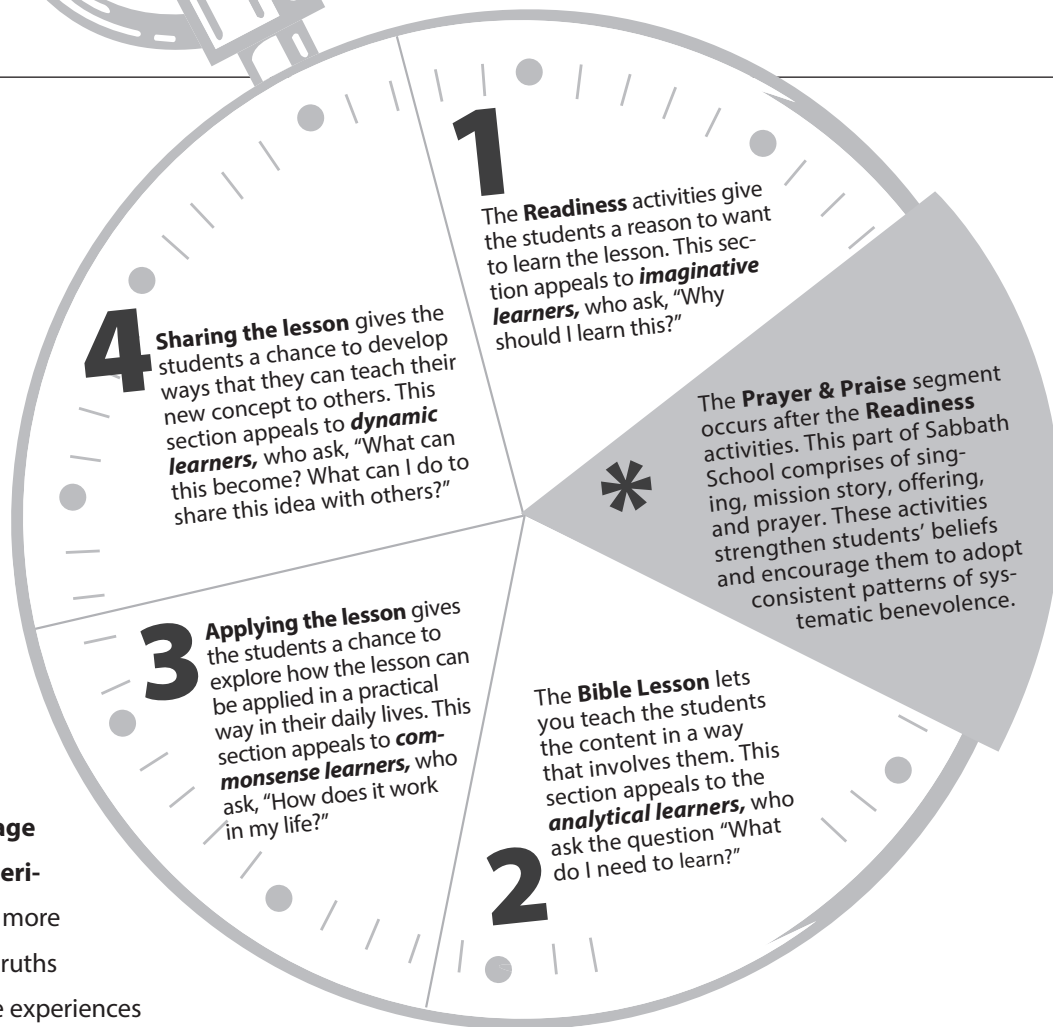 1
The Readiness activities give
the students a reason to want
to learn the lesson. This sec-
tion appeals to imaginative
learners, who ask, “Why
should I learn this?”
*
The Prayer & Praise segment
occurs after the Readiness
activities. This part of Sabbath
School comprises of sing-
ing, mission story, offering,
and prayer. These activities
strengthen students’ beliefs
and encourage them to adopt
consistent patterns of sys-
tematic benevolence.
2
The Bible Lesson lets
you teach the students
the content in a way
that involves them. This
section appeals to the
analytical learners, who
ask the question “What
do I need to learn?”
3
Applying the lesson gives
the students a chance to
explore how the lesson can
be applied in a practical
way in their daily lives. This
section appeals to com-
monsense learners, who
ask, “How does it work
in my life?”
4
Sharing the lesson gives the
students a chance to develop
ways that they can teach their
new concept to others. This
section appeals to dynamic
learners, who ask, “What can
this become? What can I do to
share this idea with others?”
age
eri-
more
ruths
e experiences